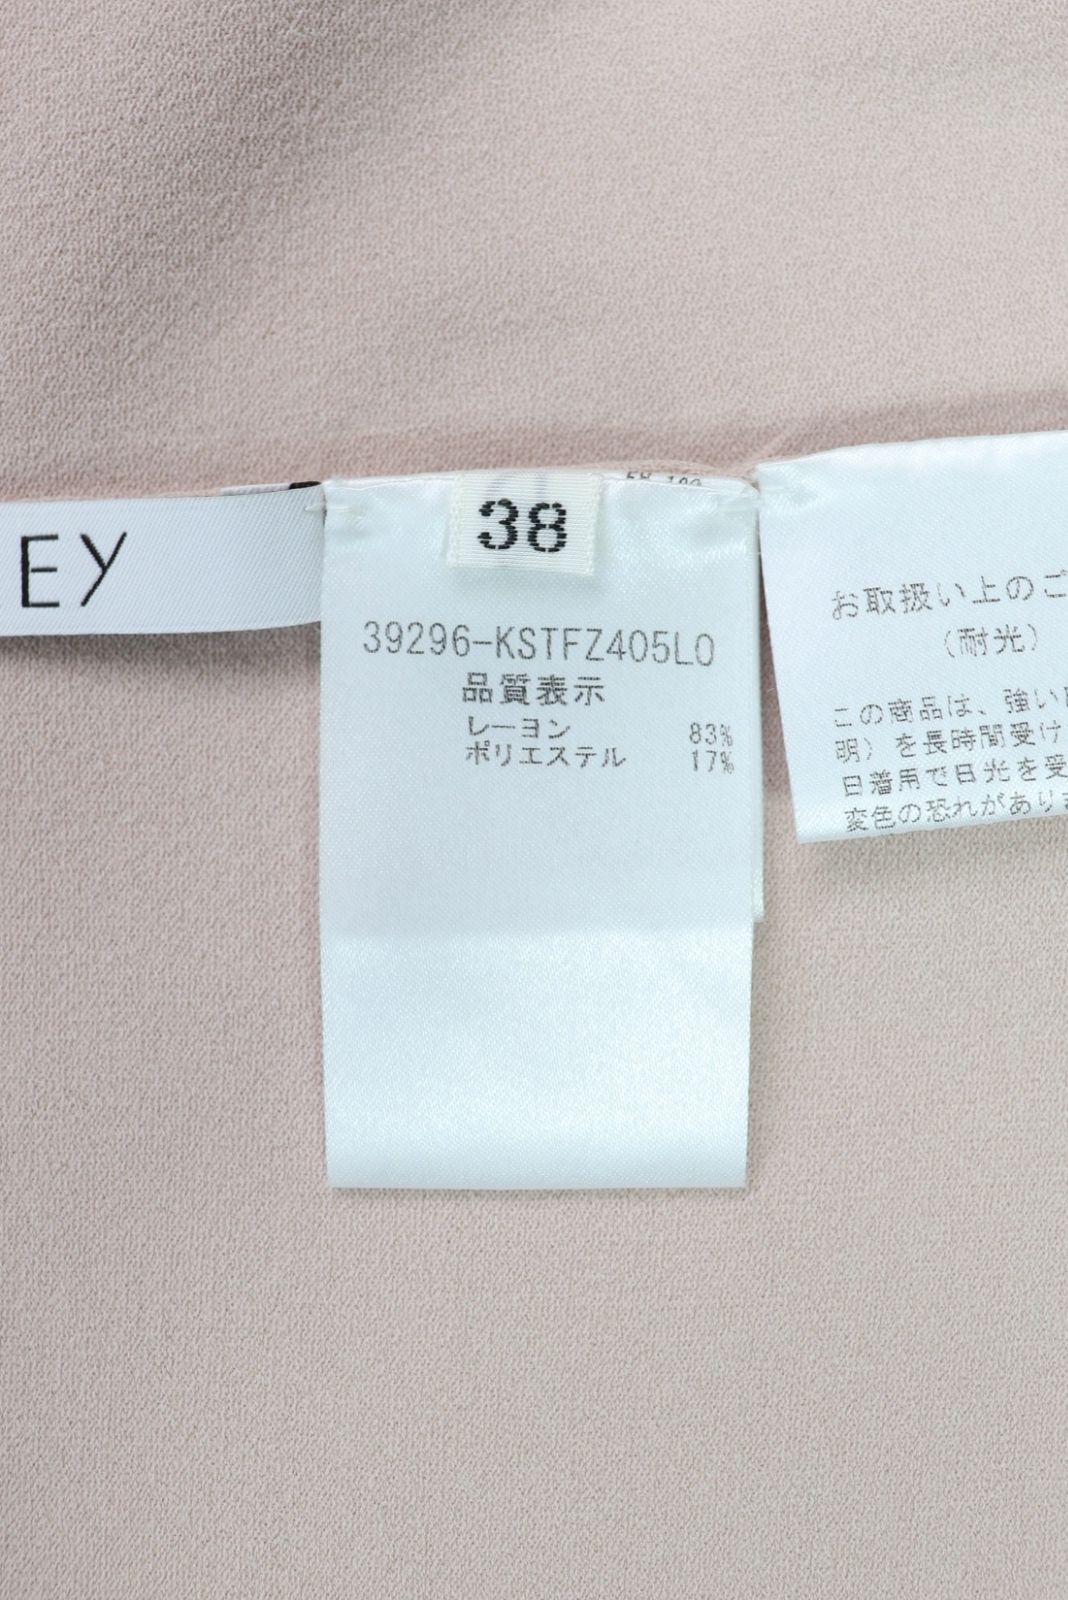 EY
38
39296-KSTFZ405LO
品質表示
レーヨン 83%
ポリエステル 17%
お取扱い上のご
(耐光)
この商品は、強い
明)を長時間受け
日着用で日光を受
変色の恐れがあり